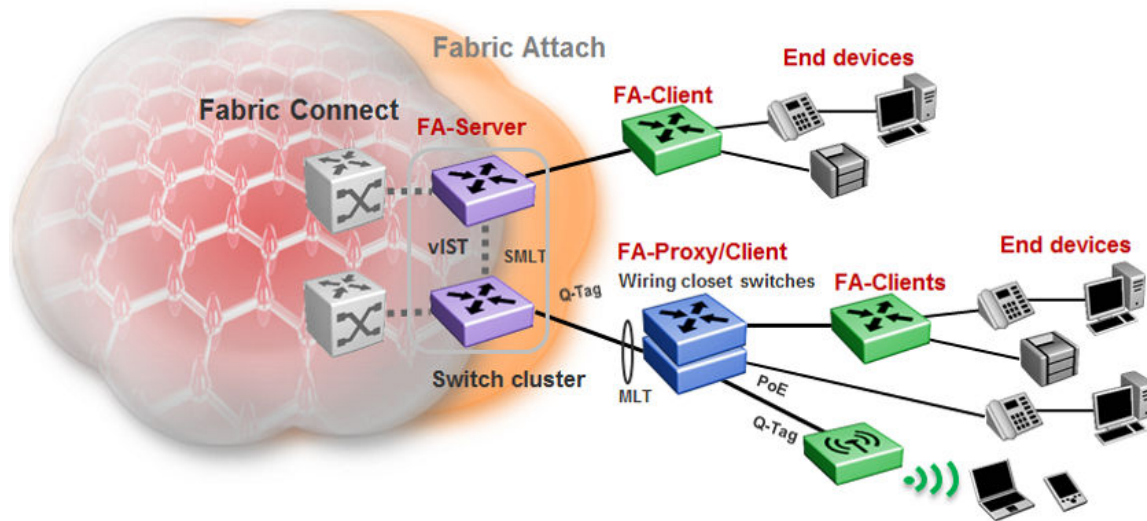 Fabric Attach
End devices
FA-Client
Fabric Connect
FA-Server
vIST
SMLT
FA-Proxy/Client
End devices
Wiring closet switches
FA-Clients
Q-Tag
Switch cluster
MLT
PoE
Q-Tag